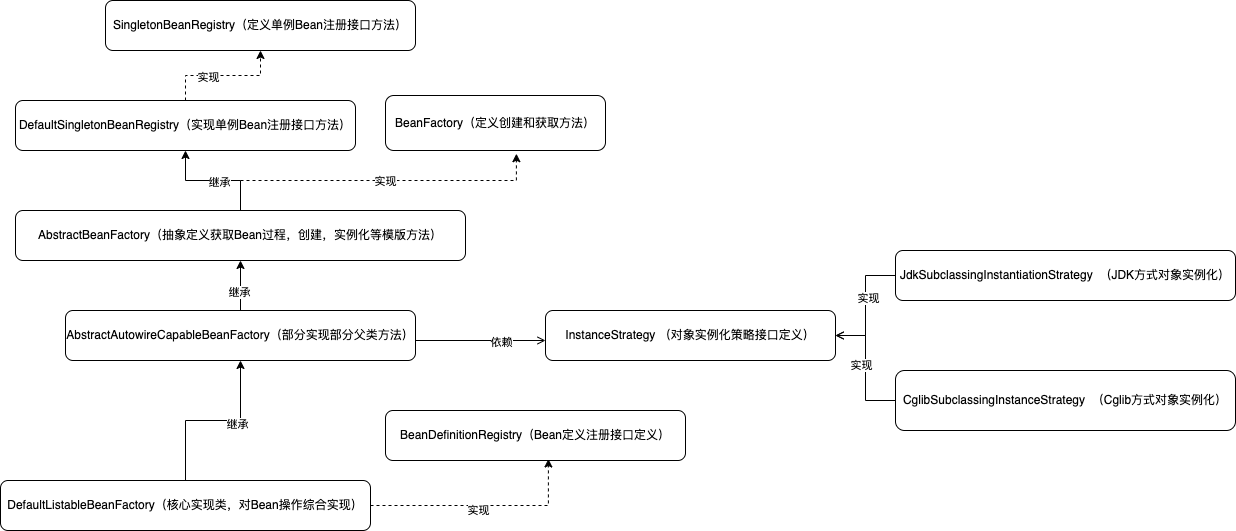 SingletonBeanRegistry（定义单例Bean注册接口方法）
实现
DefaultSingletonBeanRegistry（实现单例Bean注册接口方法）
BeanFactory（定义创建和获取方法）
继承
实现
AbstractBeanFactory（抽象定义获取Bean过程，创建，实例化等模版方法）
JdkSubclassingInstantiationStrategy （JDK方式对象实例化）
继承
实现
AbstractAutowireCapableBeanFactory（部分实现部分父类方法）
依赖
InstanceStrategy （对象实例化策略接口定义）
实现
CglibSubclassingInstanceStrategy （Cglib方式对象实例化）
继承
BeanDefinitionRegistry（Bean定义注册接口定义）
DefaultListableBeanFactory（核心实现类，对Bean操作综合实现）
实现